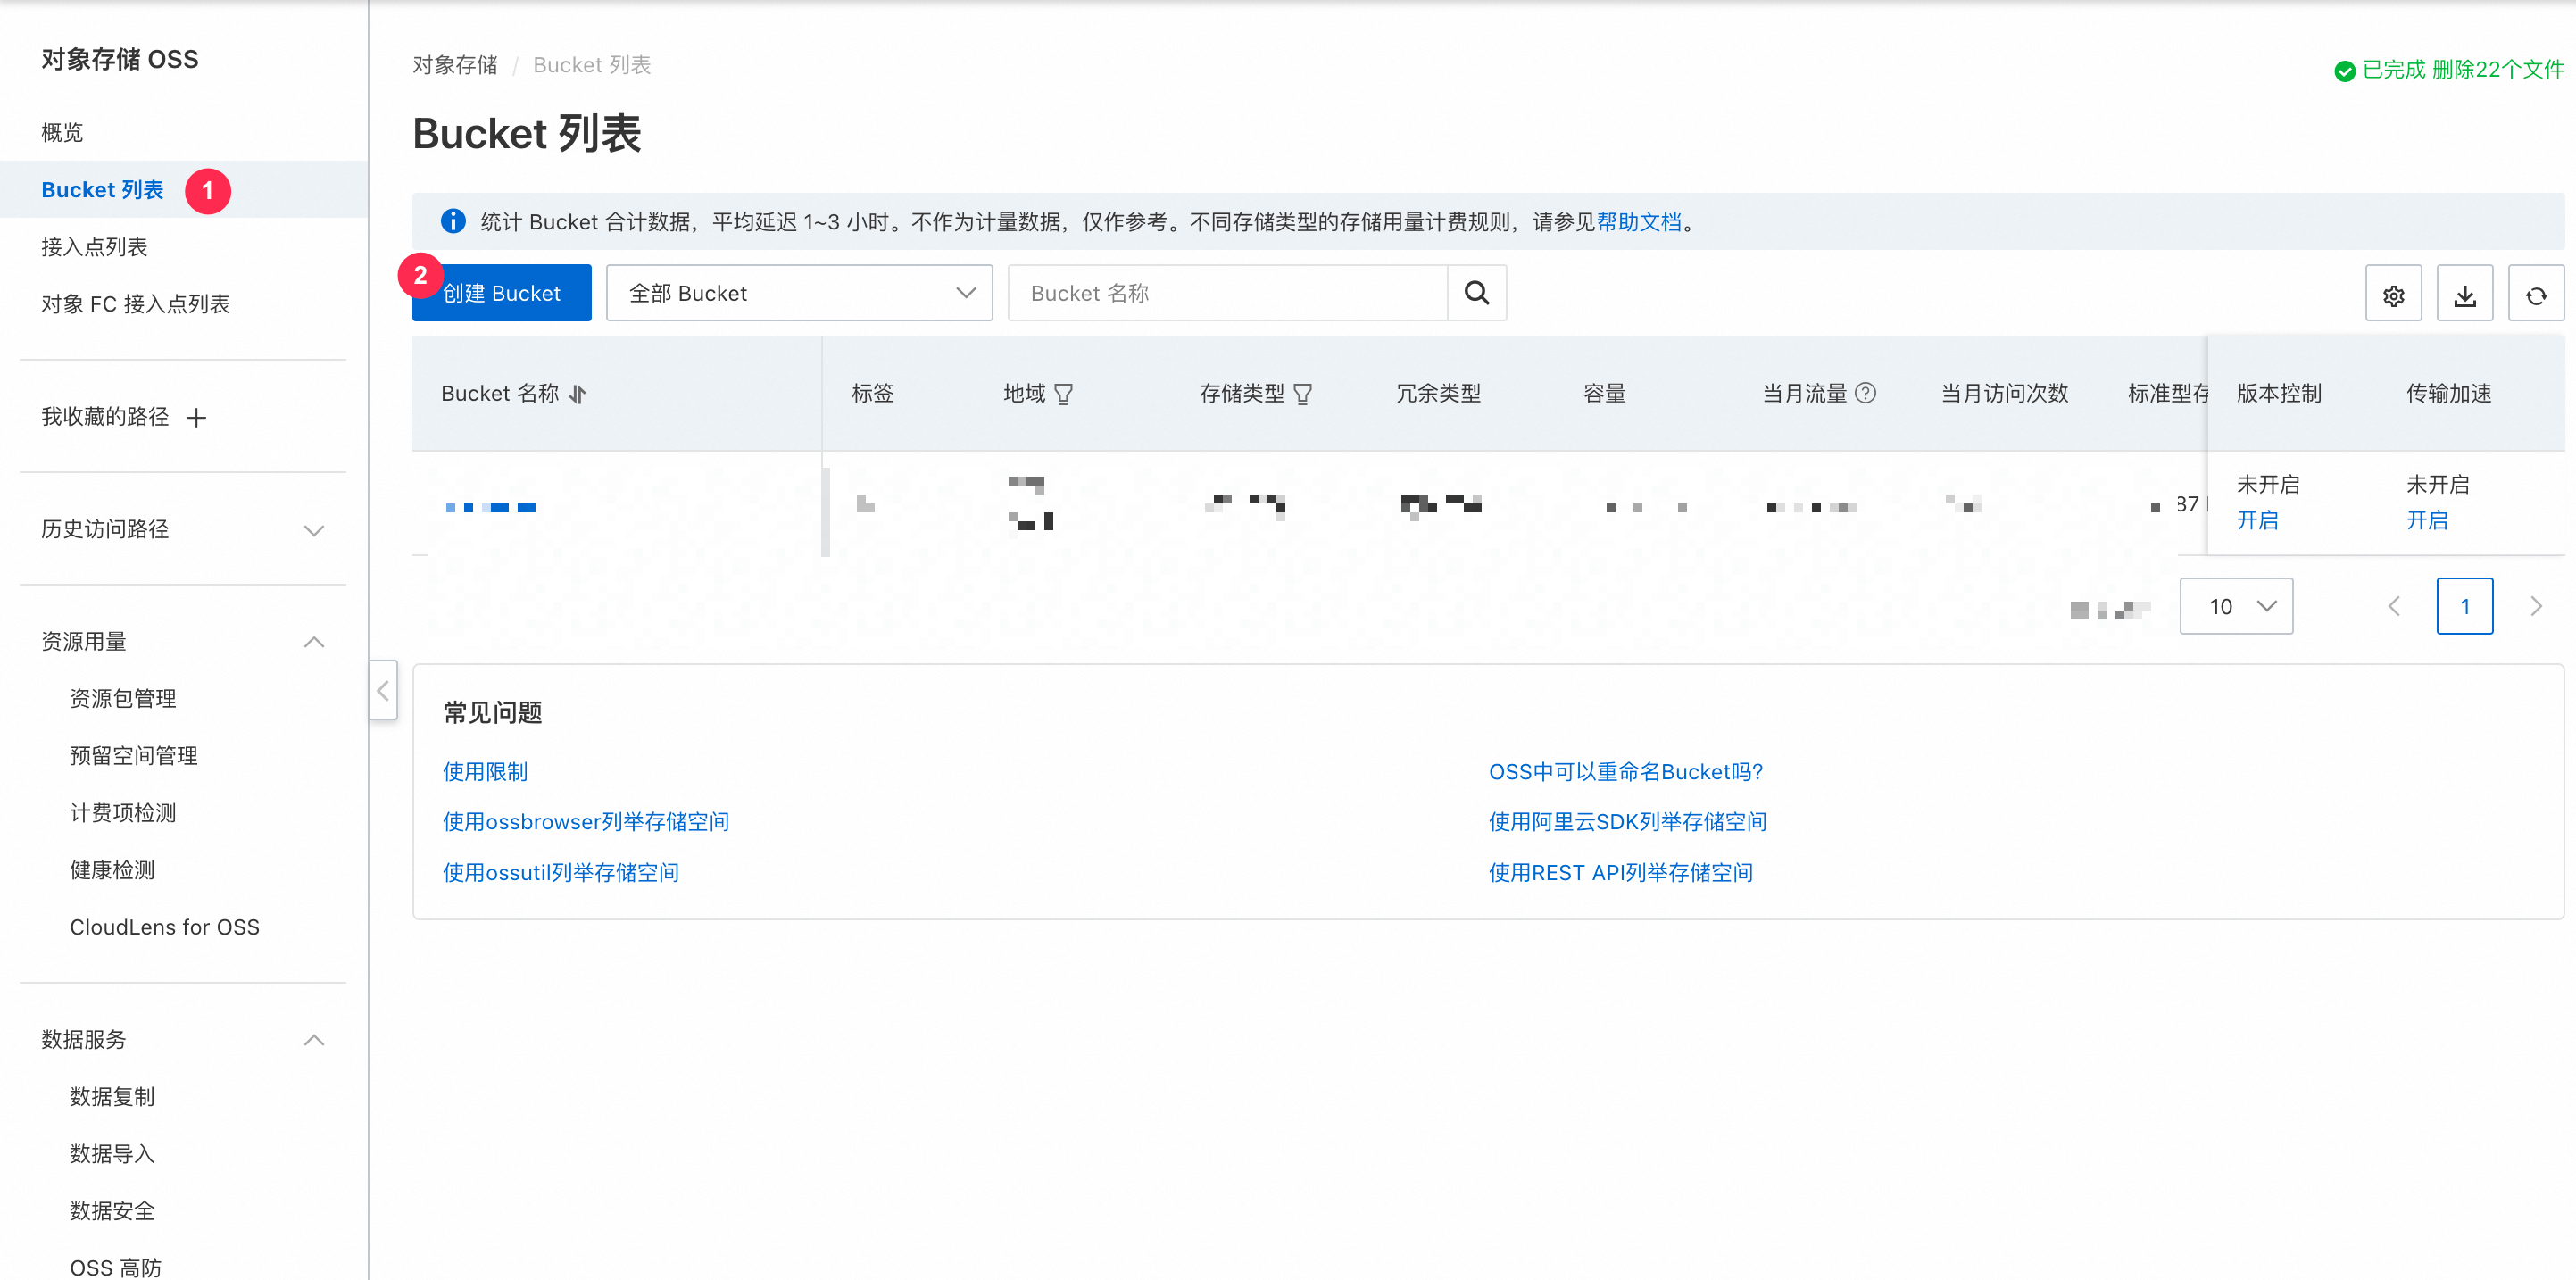 对象存储 OSS
概览
Bucket 列表 1
接入点列表
对象 FC 接入点列表
我收藏的路径
历史访问路径
资源用量
资源包管理
预留空间管理
计费项检测
健康检测
CloudLens for OSS
数据服务
数据复制
数据导入
数据安全
OSS 高防
对象存储 / Bucket 列表
已完成 删除22个文件
Bucket 列表
统计 Bucket 合计数据，平均延迟 1~3 小时。不作为计量数据，仅作参考。不同存储类型的存储用量计费规则，请参见帮助文档。
2 创建 Bucket 全部 Bucket Bucket 名称
Bucket 名称 标签 地域 存储类型 冗余类型 容量 当月流量 当月访问次数 标准型存 版本控制 传输加速
87 未开启 未开启
开启 开启
10 1
常见问题
使用限制 OSS中可以重命名Bucket吗?
使用ossbrowser列举存储空间 使用阿里云SDK列举存储空间
使用ossutil列举存储空间 使用REST API列举存储空间